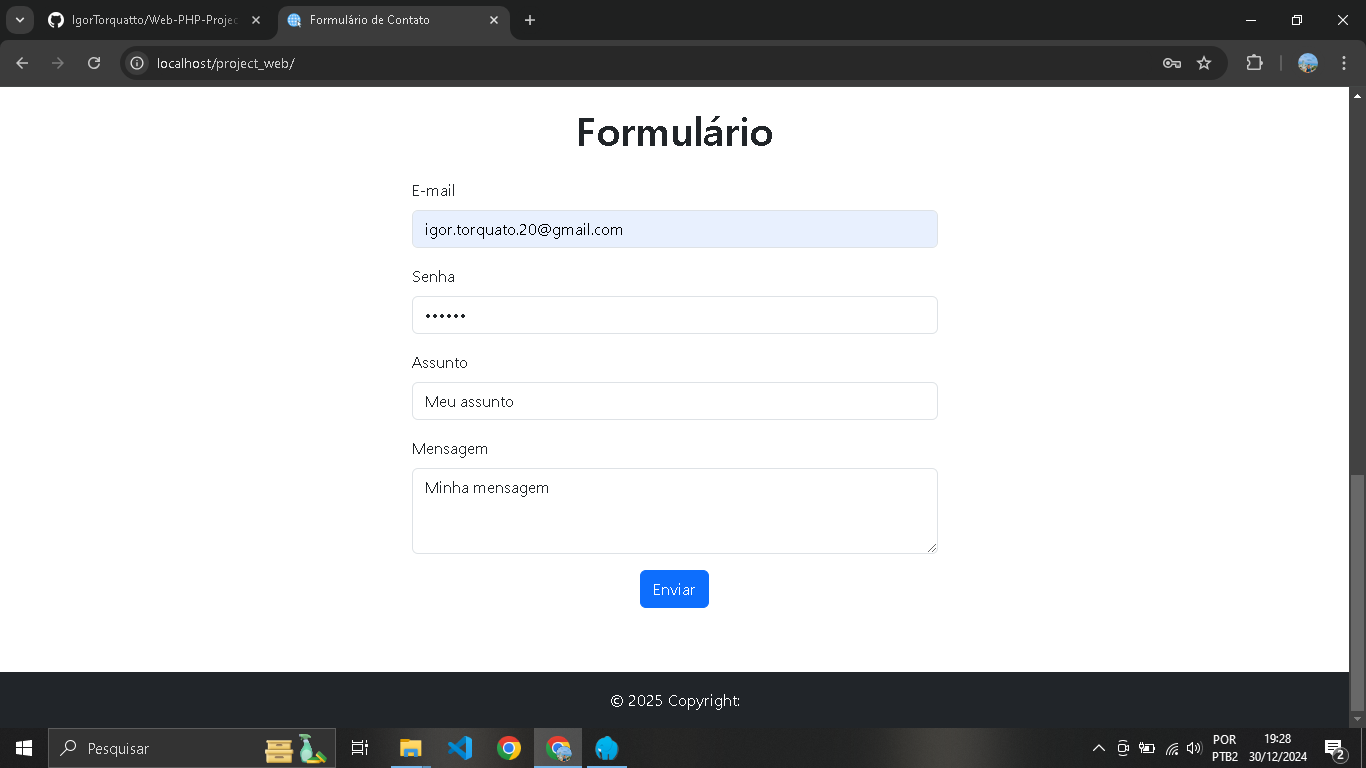 IgorTorquatto/Web-PHP-Projec
Formulário de Contato
localhost/project_web/
Formulário
E-mail
igor.torquato.20@gmail.com
Senha
••••••
Assunto
Meu assunto
Mensagem
Minha mensagem
Enviar
© 2025 Copyright:
Pesquisar
POR
PTB2
19:28
30/12/2024
2